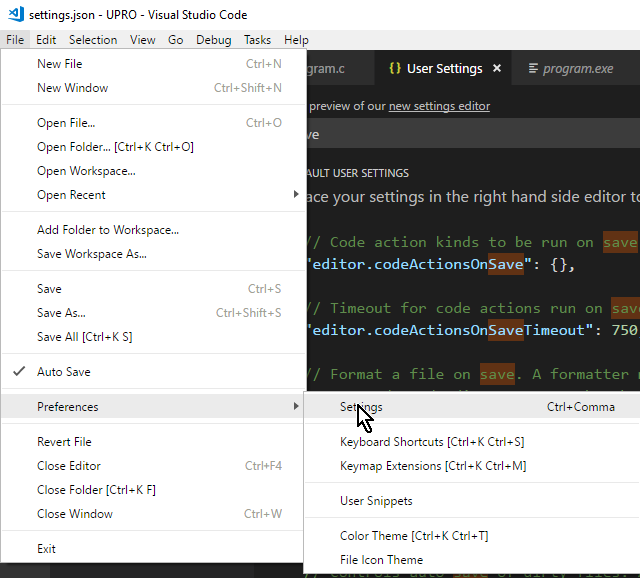 settings.json - UPRO - Visual Studio Code
File Edit Selection View Go Debug Tasks Help
gram.c {} User Settings × program.exe
New File Ctrl+N
New Window Ctrl+Shift+N
preview of our new settings editor
Open File... Ctrl+O
ve
Open Folder... [Ctrl+K Ctrl+O]
Open Workspace...
AULT USER SETTINGS
Open Recent
ace your settings in the right hand side editor to
Add Folder to Workspace...
// Code action kinds to be run on save
Save Workspace As...
"editor.codeActionsOnSave": {},
Save Ctrl+S
Save As... Ctrl+Shift+S
// Timeout for code actions run on save
Save All [Ctrl+K S]
"editor.codeActionsOnSaveTimeout": 750,
Auto Save
// Format a file on save. A formatter
Preferences
Settings Ctrl+Comma
Revert File
Keyboard Shortcuts [Ctrl+K Ctrl+S]
Close Editor Ctrl+F4
Keymap Extensions [Ctrl+K Ctrl+M]
Close Folder [Ctrl+K F]
User Snippets
Close Window Ctrl+W
Color Theme [Ctrl+K Ctrl+T]
Exit
File Icon Theme